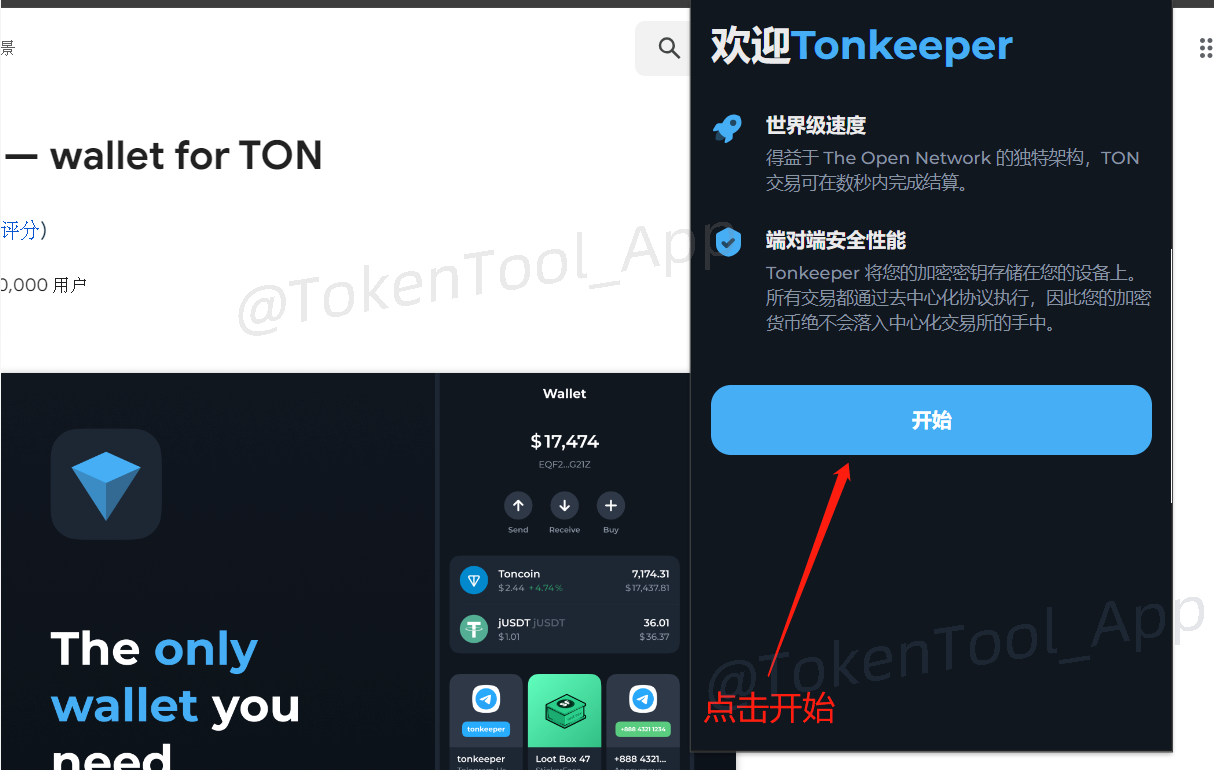 景
— wallet for TON
评分)
0,000 用户
@TokenTool_App
欢迎Tonkeeper
世界级速度
得益于 The Open Network 的独特架构，TON
交易可在数秒内完成结算。
端对端安全性能
Tonkeeper 将您的加密密钥存储在您的设备上。
所有交易都通过去中心化协议执行，因此您的加密
货币绝不会落入中心化交易所的手中。
开始
@TokenTool_App
点击开始
Wallet
$17,474
EQF2...G21Z
Send Receive Buy
Toncoin 7,174.31
$2.44 +4.74% $17,437.81
jUSDT jUSDT 36.01
$1.01 $36.37
The only
wallet you
need
tonkeeper +888 4321 1234
tonkeeper Loot Box 47 +888 4321...